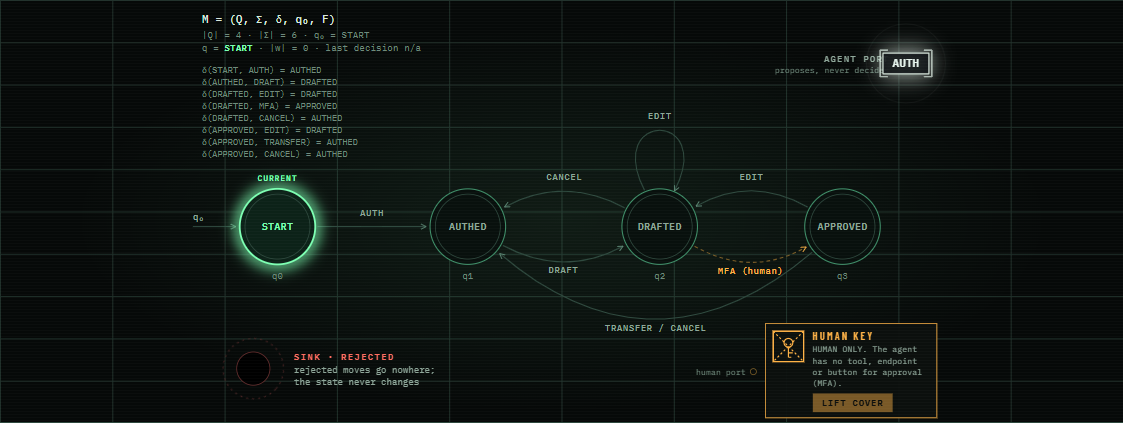 M = (Q, Σ, δ, q₀, F)
|Q| = 4 · |Σ| = 6 · q₀ = START
q = START · |w| = 0 · last decision n/a
δ(START, AUTH) = AUTHED
δ(AUTHED, DRAFT) = DRAFTED
δ(DRAFTED, EDIT) = DRAFTED
δ(DRAFTED, MFA) = APPROVED
δ(DRAFTED, CANCEL) = AUTHED
δ(APPROVED, EDIT) = DRAFTED
δ(APPROVED, TRANSFER) = AUTHED
δ(APPROVED, CANCEL) = AUTHED
AGENT POR
proposes, never decid
AUTH
EDIT
CURRENT
CANCEL
EDIT
q₀
AUTH
START
AUTHED
DRAFTED
APPROVED
DRAFT
MFA (human)
q0
q1
q2
q3
TRANSFER / CANCEL
SINK · REJECTED
rejected moves go nowhere;
the state never changes
human port
HUMAN KEY
HUMAN ONLY. The agent
has no tool, endpoint
or button for approval
(MFA).
LIFT COVER